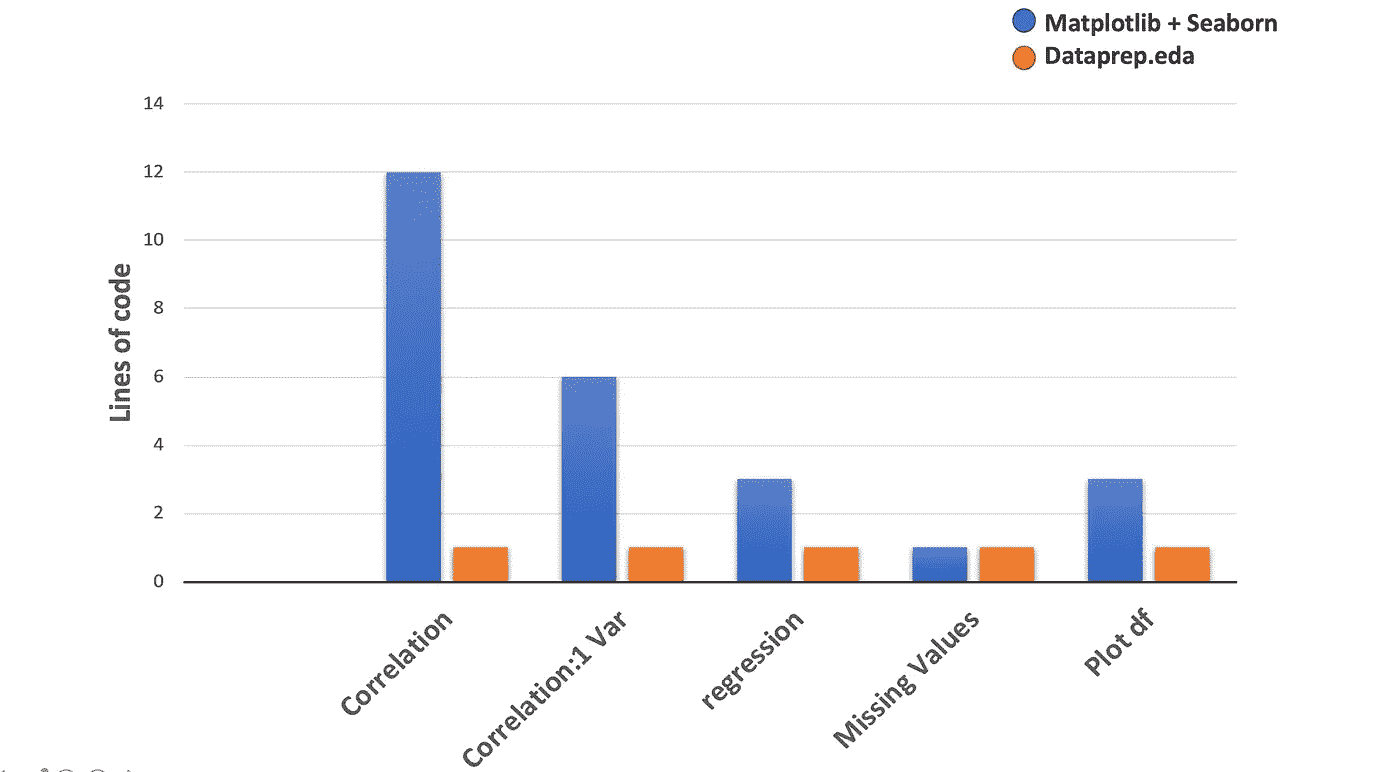 Matplotlib + Seaborn
Dataprep.eda
14
12
10
8
6
4
2
0
Lines of code
Correlation
Correlation:1 Var
regression
Missing Values
Plot df